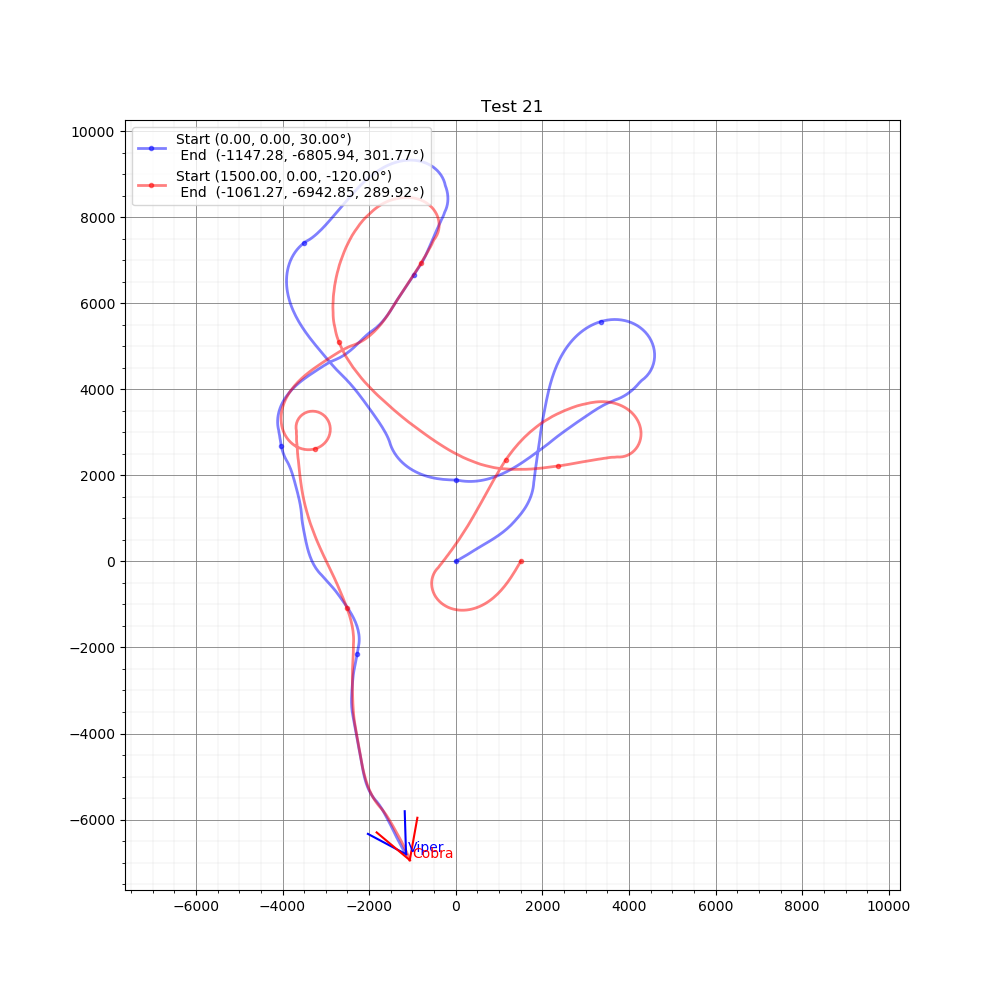 Test 21
Start (0.00, 0.00, 30.00°)
End (-1147.28, -6805.94, 301.77°)
Start (1500.00, 0.00, -120.00°)
End (-1061.27, -6942.85, 289.92°)
10000
8000
6000
4000
2000
0
−2000
−4000
−6000
Viper
Cobra
−6000 −4000 −2000 0 2000 4000 6000 8000 10000